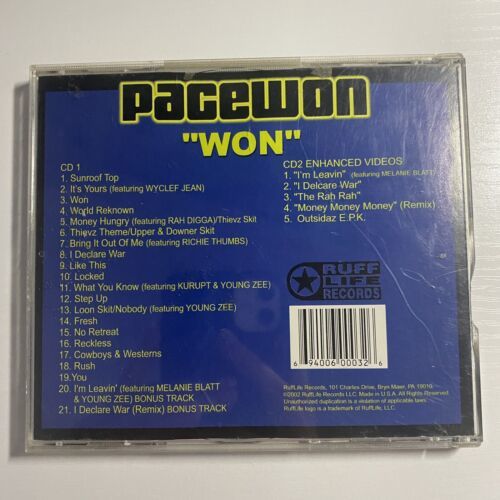 pacewon
"WON"
CD 1
1. Sunroof Top
2. It's Yours (featuring WYCLEF JEAN)
3. Won
4. World Reknown
5. Money Hungry (featuring RAH DIGGA)/Thievz Skit
6. Thievz Theme/Upper & Downer Skit
7. Bring It Out Of Me (featuring RICHIE THUMBS)
8. I Declare War
9. Like This
10. Locked
11. What You Know (featuring KURUPT & YOUNG ZEE)
12. Step Up
13. Loon Skit/Nobody (featuring YOUNG ZEE)
14. Fresh
15. No Retreat
16. Reckless
17. Cowboys & Westerns
18. Rush
19.You
20. I'm Leavin' (featuring MELANIE BLATT
& YOUNG ZEE) BONUS TRACK
21. I Declare War (Remix) BONUS TRACK
CD2 ENHANCED VIDEOS
1. "I'm Leavin" (featuring MELANIE BLATT)
2. "I Delcare War"
3. "The Rah Rah"
4. "Money Money Money" (Remix)
5. Outsidaz E.P.K.
RUFF
LIFE
RECORDS
6 94006 00032 6
RuffLife Records, 101 Charles Drive, Bryn Mawr, PA 19010
©2002 RuffLife Records LLC. Made in U.S.A. All rights reserved.
Unauthorized duplication is a violation of applicable laws.
RuffLife logo is a trademark of RuffLife, LLC.